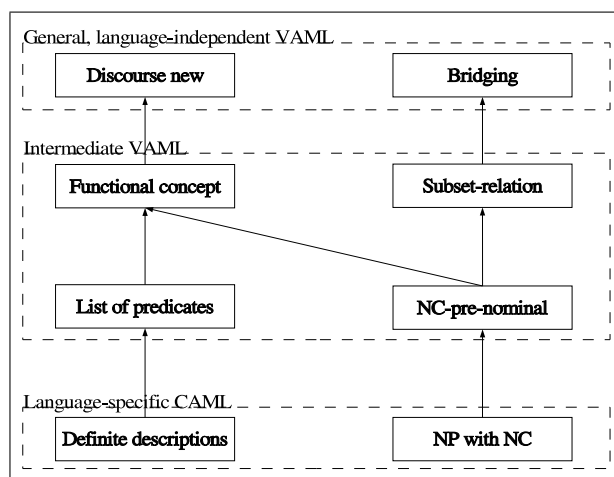 General, language-independent VAML
Discourse new
Bridging
Intermediate VAML
Functional concept
Subset-relation
List of predicates
NC-pre-nominal
Language-specific CAML
Definite descriptions
NP with NC